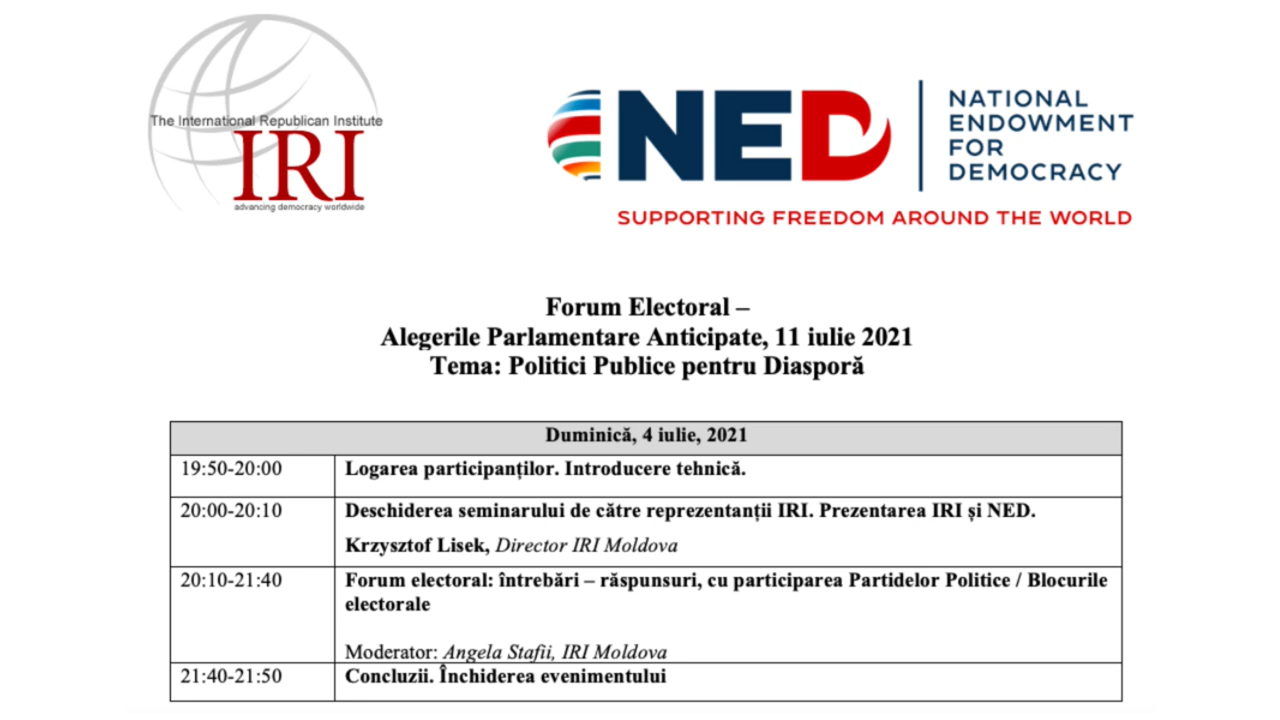 The International Republican Institute
IRI
advancing democracy worldwide
NED
NATIONAL
ENDOWMENT
FOR
DEMOCRACY
SUPPORTING FREEDOM AROUND THE WORLD
Forum Electoral –
Alegerile Parlamentare Anticipate, 11 iulie 2021
Tema: Politici Publice pentru Diasporă
Duminică, 4 iulie, 2021
19:50-20:00 Logarea participanților. Introducere tehnică.
20:00-20:10 Deschiderea seminarului de către reprezentanții IRI. Prezentarea IRI și NED.
Krzysztof Lisek, Director IRI Moldova
20:10-21:40 Forum electoral: întrebări – răspunsuri, cu participarea Partidelor Politice / Blocurile
electorale
Moderator: Angela Stafii, IRI Moldova
21:40-21:50 Concluzii. Închiderea evenimentului